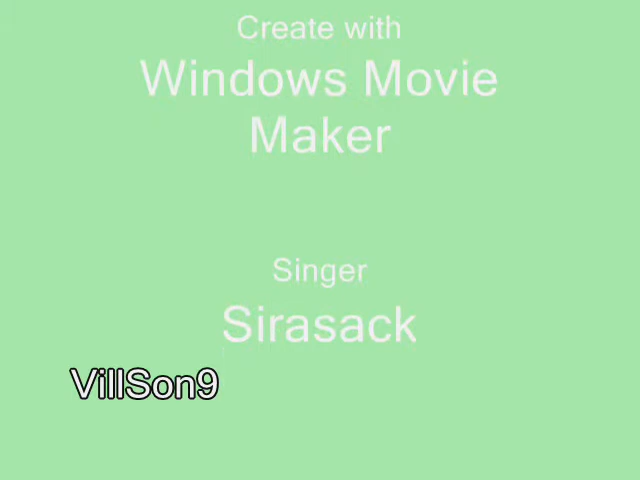 Create with
Windows Movie
Maker
Singer
Sirasack
VillSon9